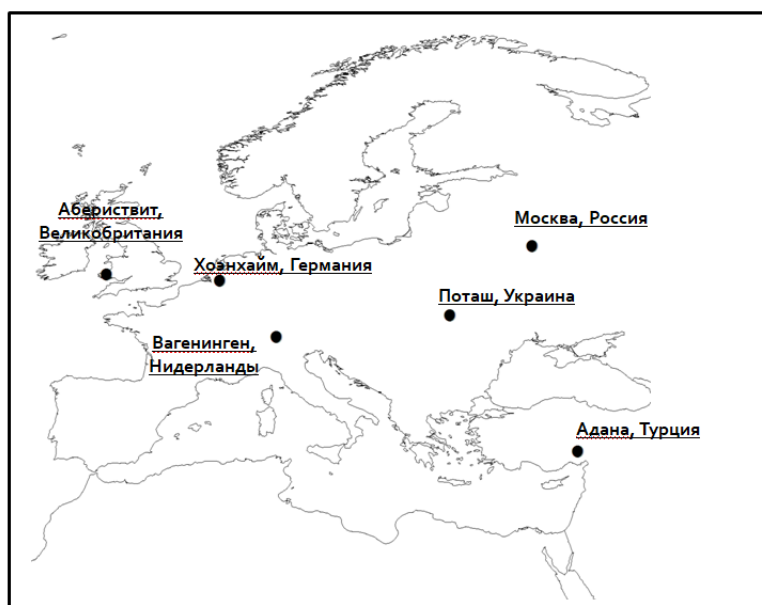 Абериствит,
Великобритания
Москва, Россия
Хоэнхайм, Германия
Поташ, Украина
Вагенинген,
Нидерланды
Адана, Турция